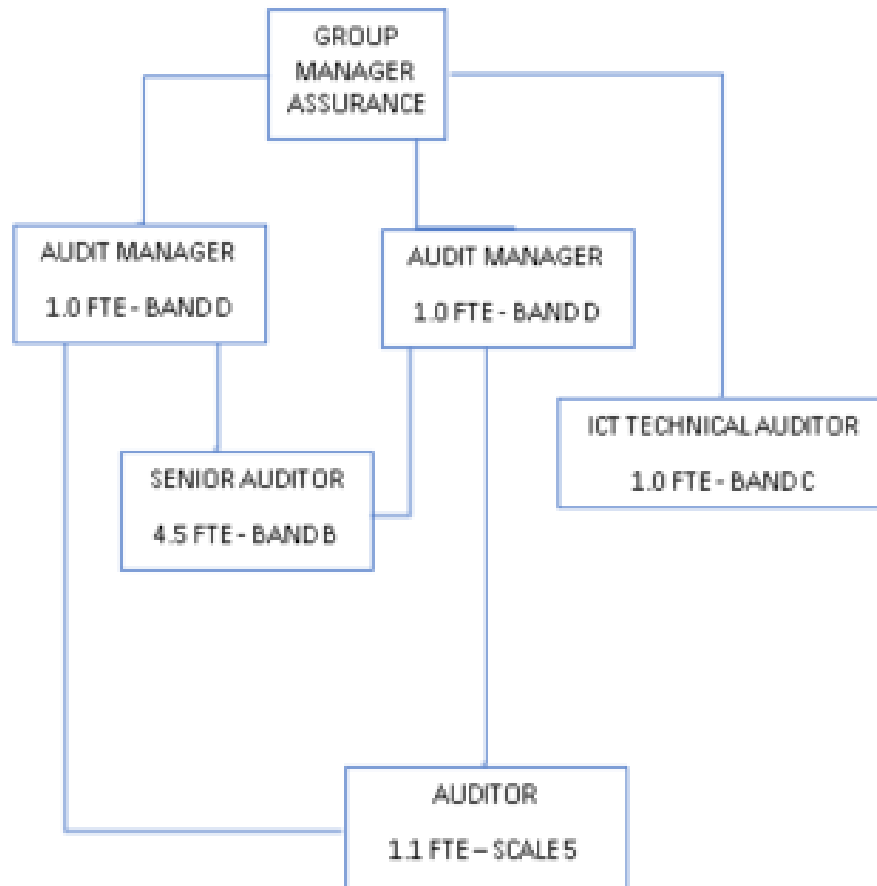 GROUP
MANAGER
ASSURANCE
AUDIT MANAGER
1.0 FTE - BAND D
AUDIT MANAGER
1.0 FTE - BAND D
SENIOR AUDITOR
4.5 FTE - BAND B
ICT TECHNICAL AUDITOR
1.0 FTE - BAND C
AUDITOR
1.1 FTE – SCALE 5